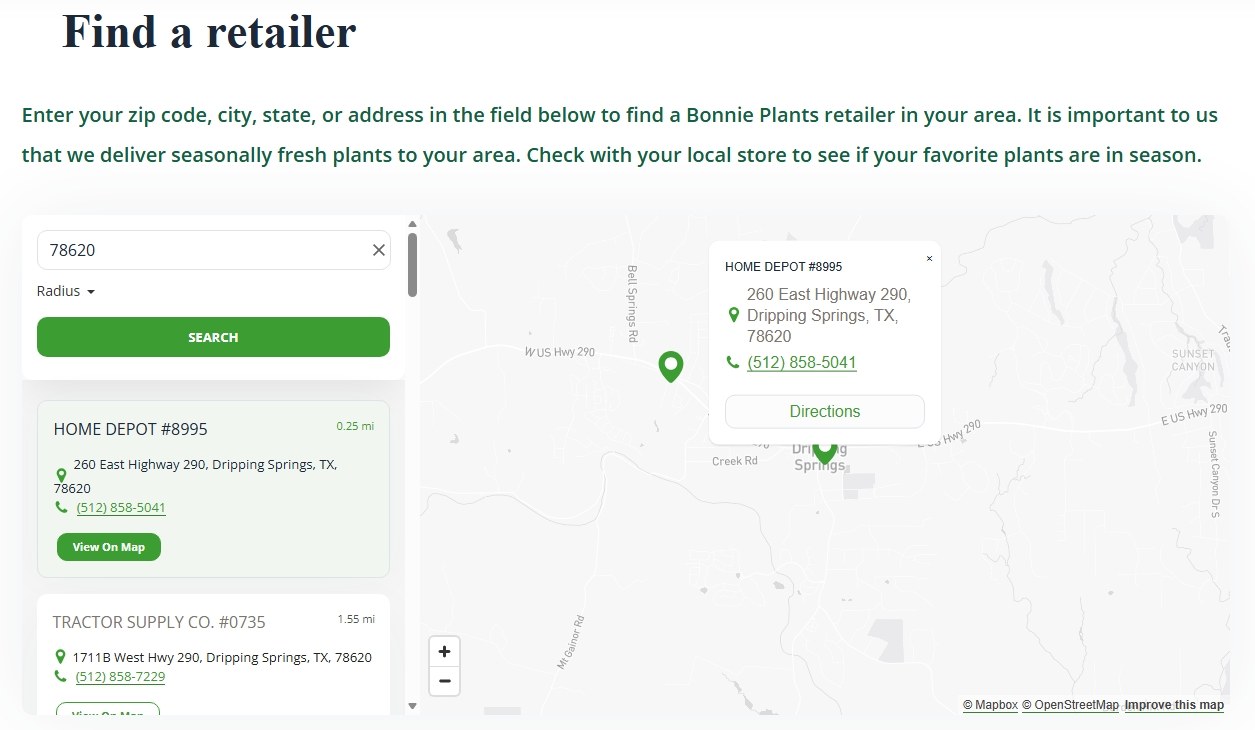 Find a retailer
Enter your zip code, city, state, or address in the field below to find a Bonnie Plants retailer in your area. It is important to us
that we deliver seasonally fresh plants to your area. Check with your local store to see if your favorite plants are in season.
78620
Radius
SEARCH
HOME DEPOT #8995
0.25 mi
260 East Highway 290, Dripping Springs, TX,
78620
(512) 858-5041
View On Map
TRACTOR SUPPLY CO. #0735
1.55 mi
1711B West Hwy 290, Dripping Springs, TX, 78620
(512) 858-7229
View On Map
HOME DEPOT #8995
×
260 East Highway 290,
Dripping Springs, TX,
78620
(512) 858-5041
Directions
Bell Springs Rd
W US Hwy 290
Creek Rd
Springs
Hwy 290
E US Hwy 290
SUNSET
CANYON
Sunset Canyon Dr S
Mt Gainor Rd
+
−
© Mapbox © OpenStreetMap Improve this map